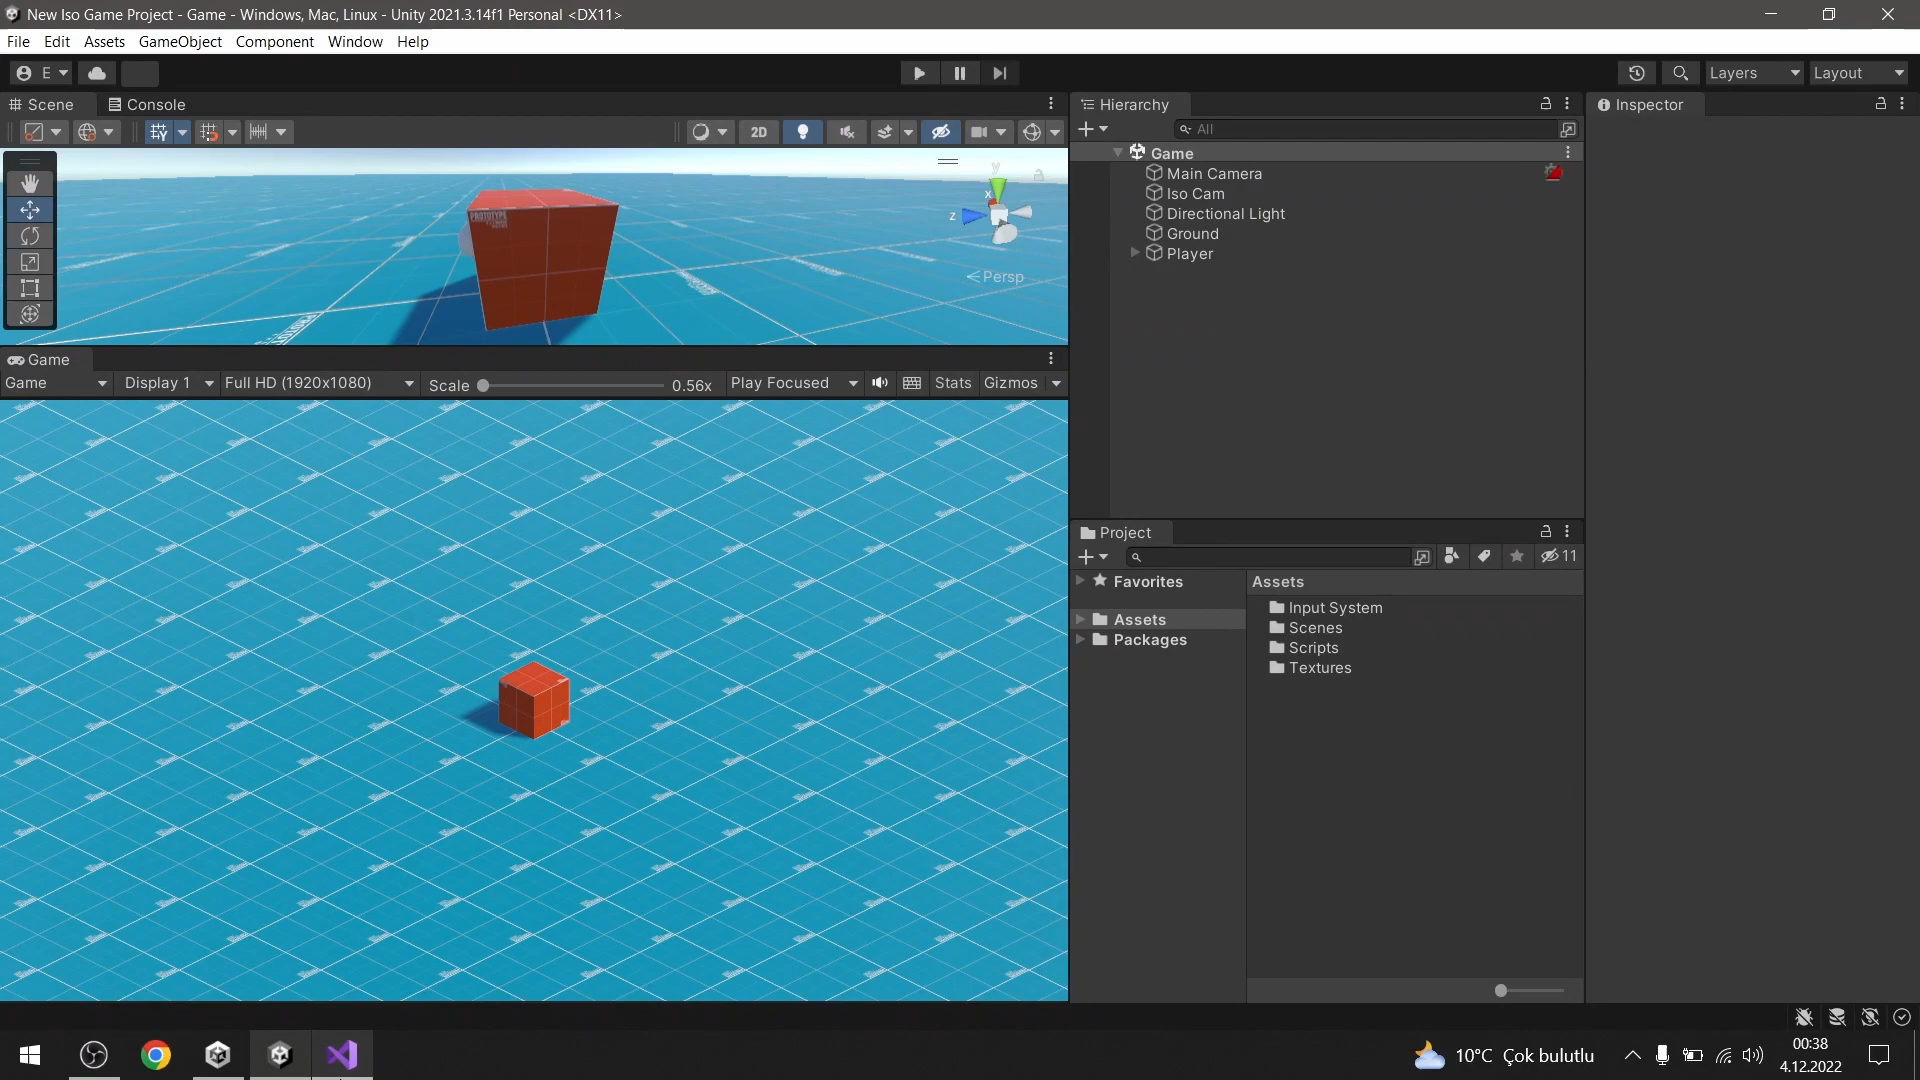 New Iso Game Project - Game - Windows, Mac, Linux - Unity 2021.3.14f1 Personal <DX11>
File Edit Assets GameObject Component Window Help
E
Layers
Layout
Scene
Console
2D
PROTOTYPE
y
x
z
Persp
Game
Game
Display 1
Full HD (1920x1080)
Scale
0.56x
Play Focused
Stats
Gizmos
Hierarchy
All
Game
Main Camera
Iso Cam
Directional Light
Ground
Player
Project
11
Favorites
Assets
Packages
Assets
Input System
Scenes
Scripts
Textures
Inspector
10°C Çok bulutlu
00:38
4.12.2022